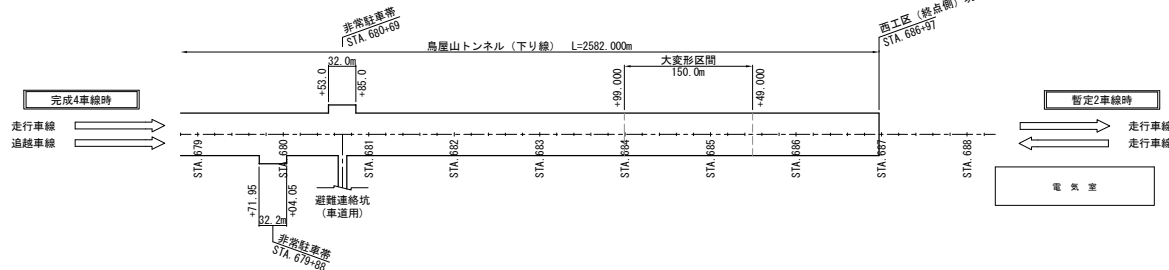 非常駐車帯
STA. 680+69
西工区（終点側）
STA. 686+97
鳥屋山トンネル（下り線） L=2582.000m
32.0m
大変形区間
150.0m
+53.0
+85.0
+99.000
+49.000
完成4車線時
暫定2車線時
走行車線
追越車線
走行車線
走行車線
STA. 679
STA. 680
STA. 681
STA. 682
STA. 683
STA. 684
STA. 685
STA. 686
STA. 687
STA. 688
電 気 室
+71.95
+04.05
避難連絡坑
（車道用）
32.2m
非常駐車帯
STA. 679+88